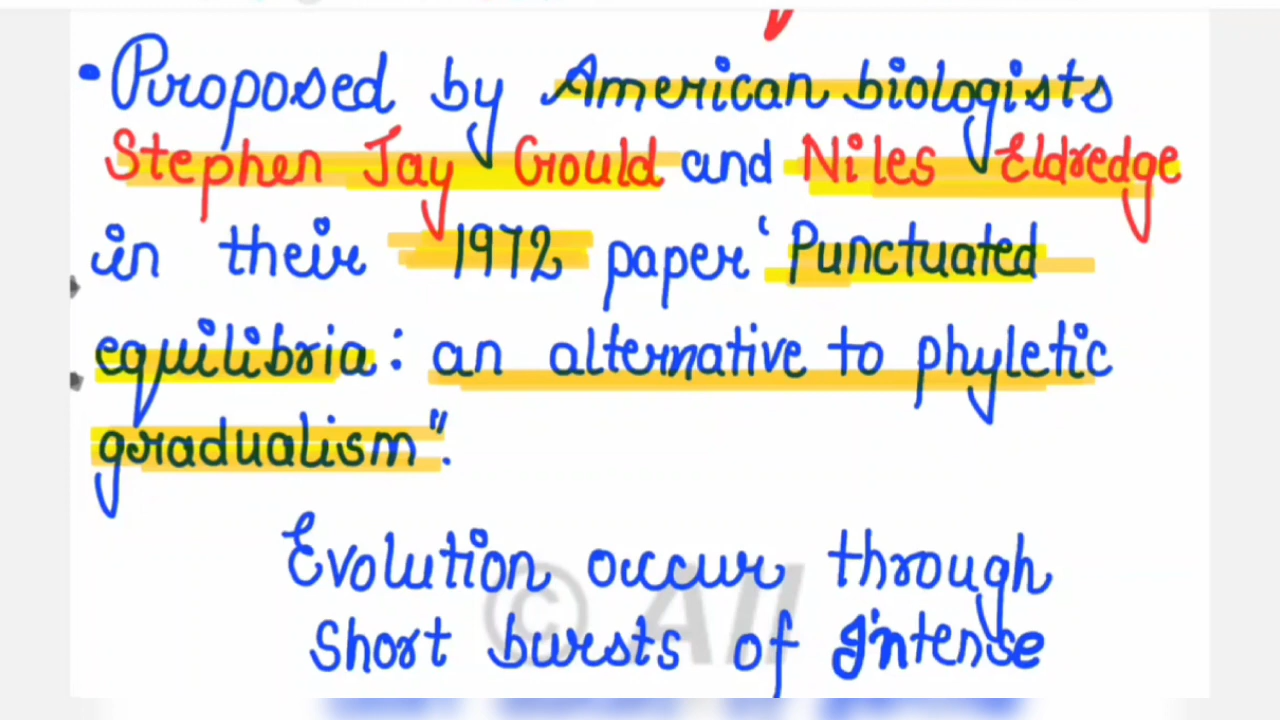 • Proposed by American biologists
Stephen Jay Gould and Niles Eldredge
in their 1972 paper ‘Punctuated
equilibria: an alternative to phyletic
gradualism".
Evolution occur through
Short bursts of intense
© All